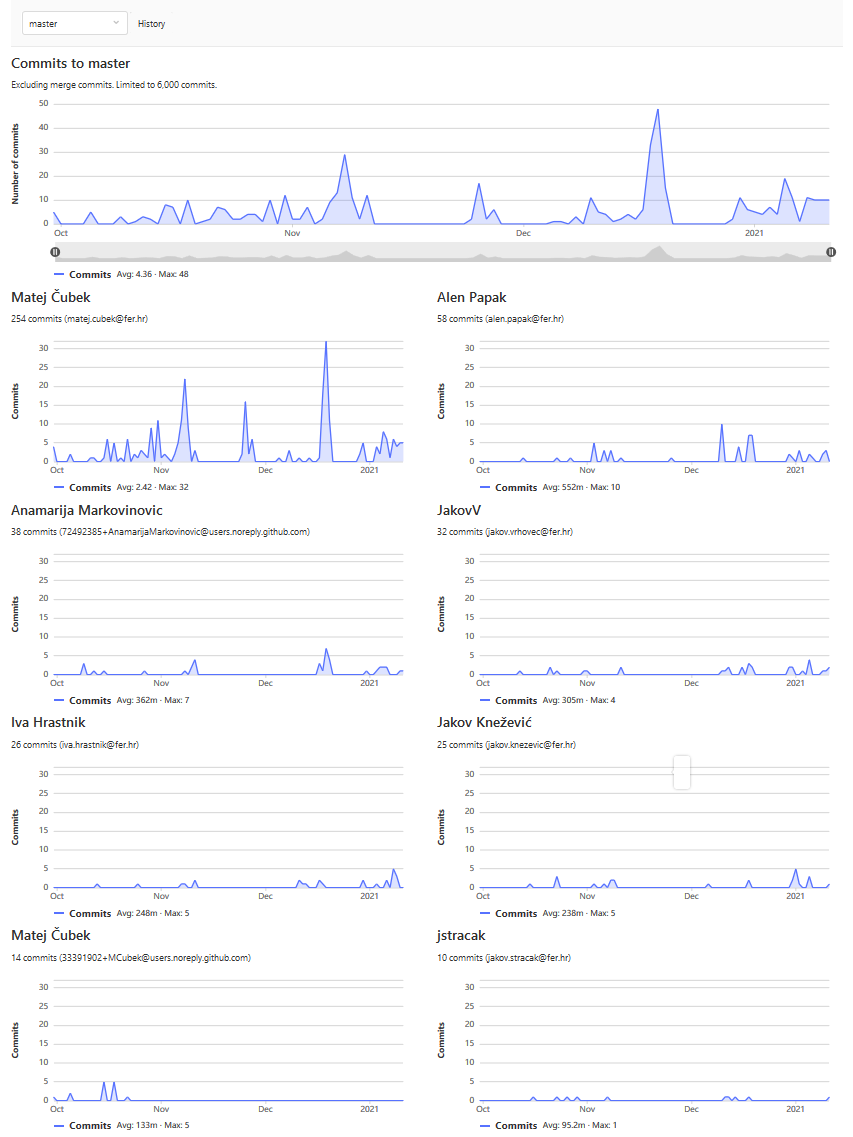 master
History
Commits to master
Excluding merge commits. Limited to 6,000 commits.
Number of commits
50
40
30
20
10
0
Oct
Nov
Dec
2021
Commits Avg: 4.36 · Max: 48
Matej Čubek
254 commits (matej.cubek@fer.hr)
Commits
30
25
20
15
10
5
0
Oct
Nov
Dec
2021
Commits Avg: 2.42 · Max: 32
Alen Papak
58 commits (alen.papak@fer.hr)
Commits
30
25
20
15
10
5
0
Oct
Nov
Dec
2021
Commits Avg: 552m · Max: 10
Anamarija Markovinovic
38 commits (72492385+AnamarijaMarkovinovic@users.noreply.github.com)
Commits
30
25
20
15
10
5
0
Oct
Nov
Dec
2021
Commits Avg: 362m · Max: 7
JakovV
32 commits (jakov.vrhovec@fer.hr)
Commits
30
25
20
15
10
5
0
Oct
Nov
Dec
2021
Commits Avg: 305m · Max: 4
Iva Hrastnik
26 commits (iva.hrastnik@fer.hr)
Commits
30
25
20
15
10
5
0
Oct
Nov
Dec
2021
Commits Avg: 248m · Max: 5
Jakov Knežević
25 commits (jakov.knezevic@fer.hr)
Commits
30
25
20
15
10
5
0
Oct
Nov
Dec
2021
Commits Avg: 238m · Max: 5
Matej Čubek
14 commits (33391902+MCubek@users.noreply.github.com)
Commits
30
25
20
15
10
5
0
Oct
Nov
Dec
2021
Commits Avg: 133m · Max: 5
jstracak
10 commits (jakov.stracak@fer.hr)
Commits
30
25
20
15
10
5
0
Oct
Nov
Dec
2021
Commits Avg: 95.2m · Max: 1